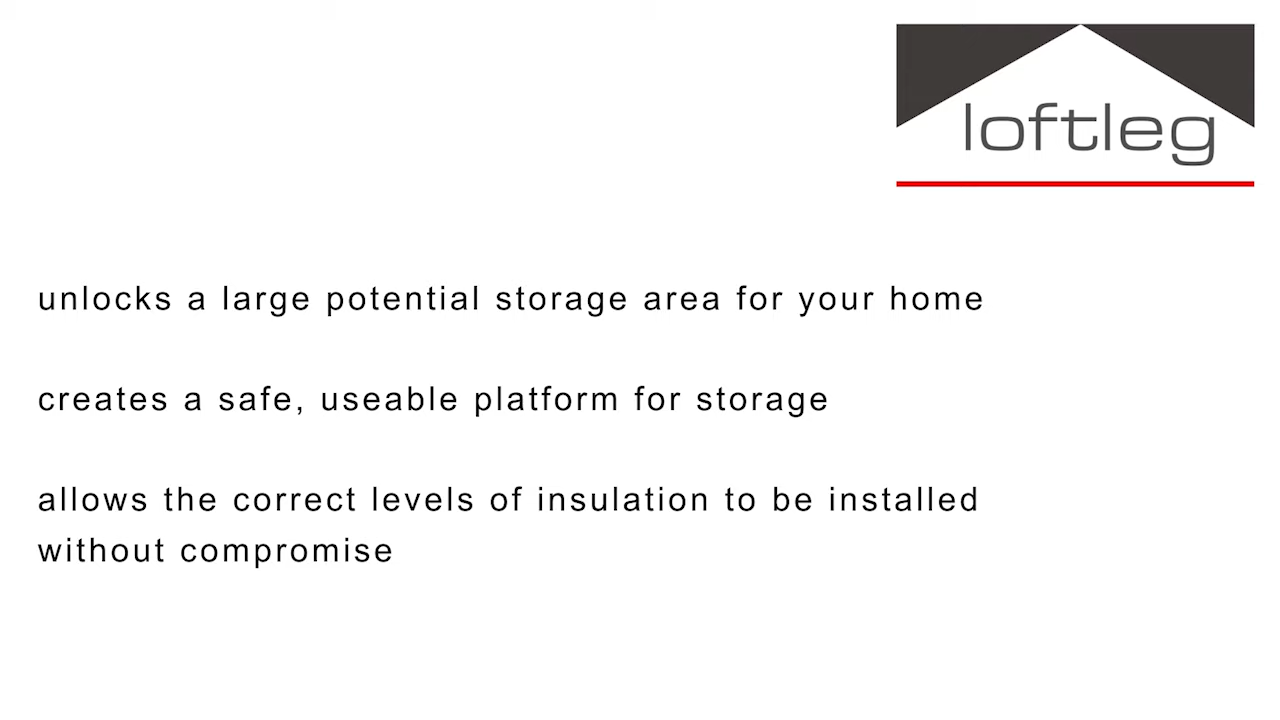 loftleg
unlocks a large potential storage area for your home
creates a safe, useable platform for storage
allows the correct levels of insulation to be installed
without compromise